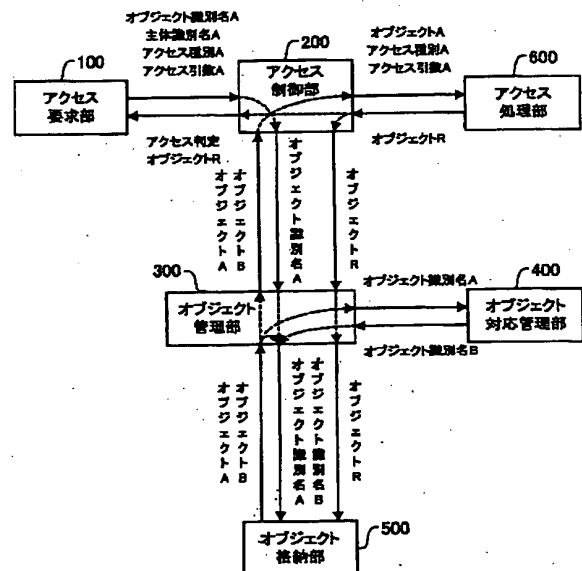 オブジェクト識別名A
主体識別名A
アクセス種別A
アクセス引数A
200
オブジェクトA
アクセス種別A
アクセス引数A
100
600
アクセス
要求部
アクセス
制御部
アクセス
処理部
アクセス判定
オブジェクトR
オブジェクトR
オブジェクトA
オブジェクトB
オブジェクト識別名A
オブジェクトR
300
オブジェクト
管理部
オブジェクト識別名A
400
オブジェクト
対応管理部
オブジェクト識別名B
オブジェクトA
オブジェクトB
オブジェクト識別名A
オブジェクト識別名B
オブジェクトR
オブジェクト
格納部
500